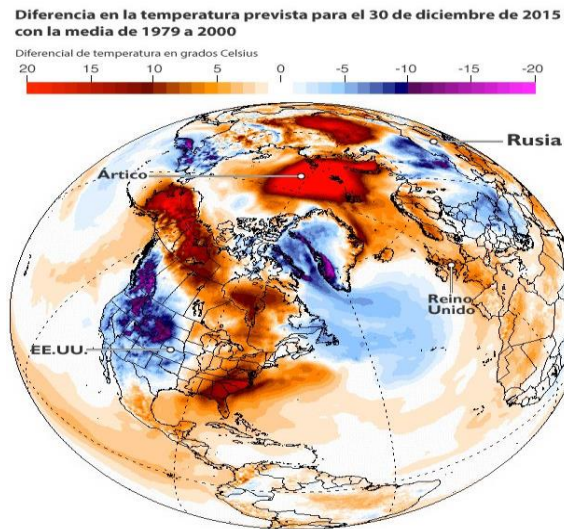 Diferencia en la temperatura prevista para el 30 de diciembre de 2015
con la media de 1979 a 2000
Diferencial de temperatura en grados Celsius
20 15 10 5 0 -5 -10 -15 -20
Rusia
Ártico
Reino
Unido
EE.UU.